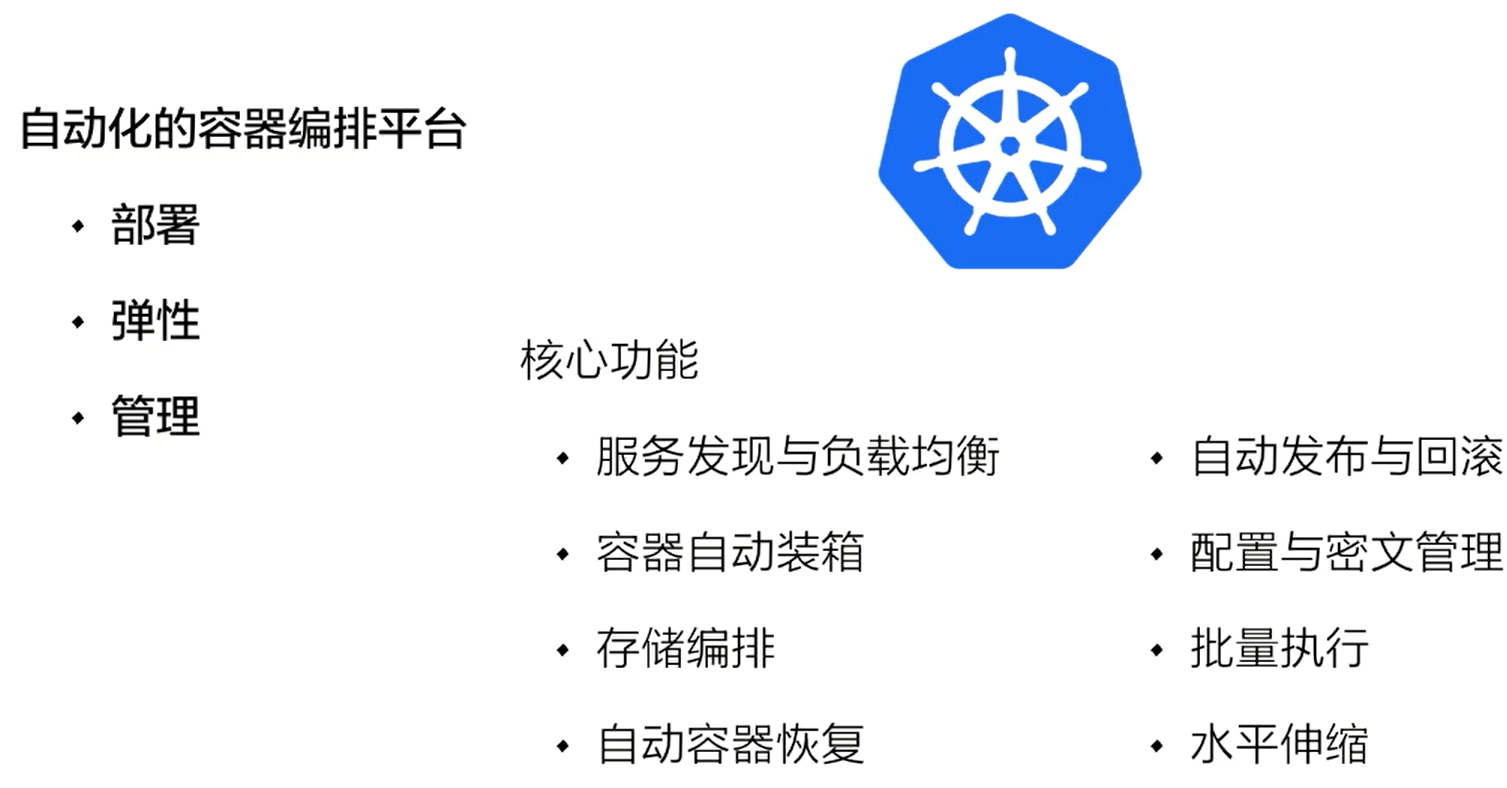 自动化的容器编排平台
部署
弹性
管理
核心功能
服务发现与负载均衡
容器自动装箱
存储编排
自动容器恢复
自动发布与回滚
配置与密文管理
批量执行
水平伸缩